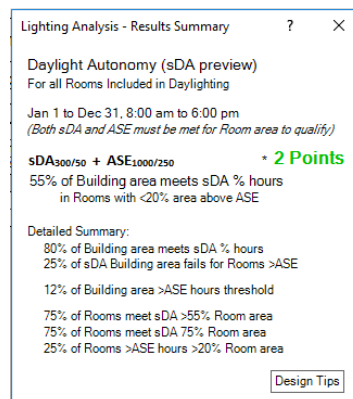 Lighting Analysis - Results Summary ? X
Daylight Autonomy (sDA preview)
For all Rooms Included in Daylighting
Jan 1 to Dec 31, 8:00 am to 6:00 pm
(Both sDA and ASE must be met for Room area to qualify)
sDA300/50 + ASE1000/250 * 2 Points
55% of Building area meets sDA % hours
in Rooms with <20% area above ASE
Detailed Summary:
80% of Building area meets sDA % hours
25% of sDA Building area fails for Rooms >ASE
12% of Building area >ASE hours threshold
75% of Rooms meet sDA >55% Room area
75% of Rooms meet sDA 75% Room area
25% of Rooms >ASE hours >20% Room area
Design Tips